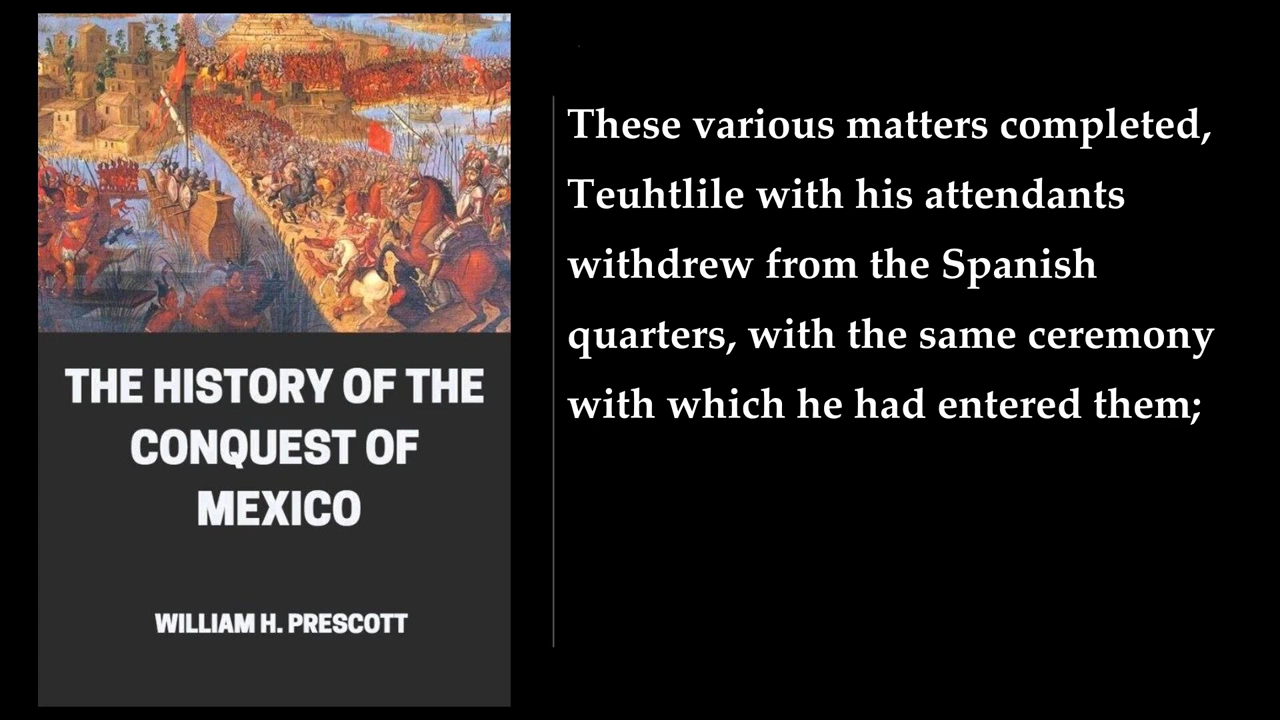 THE HISTORY OF THE
CONQUEST OF
MEXICO
WILLIAM H. PRESCOTT
These various matters completed,
Teuhtlile with his attendants
withdrew from the Spanish
quarters, with the same ceremony
with which he had entered them;